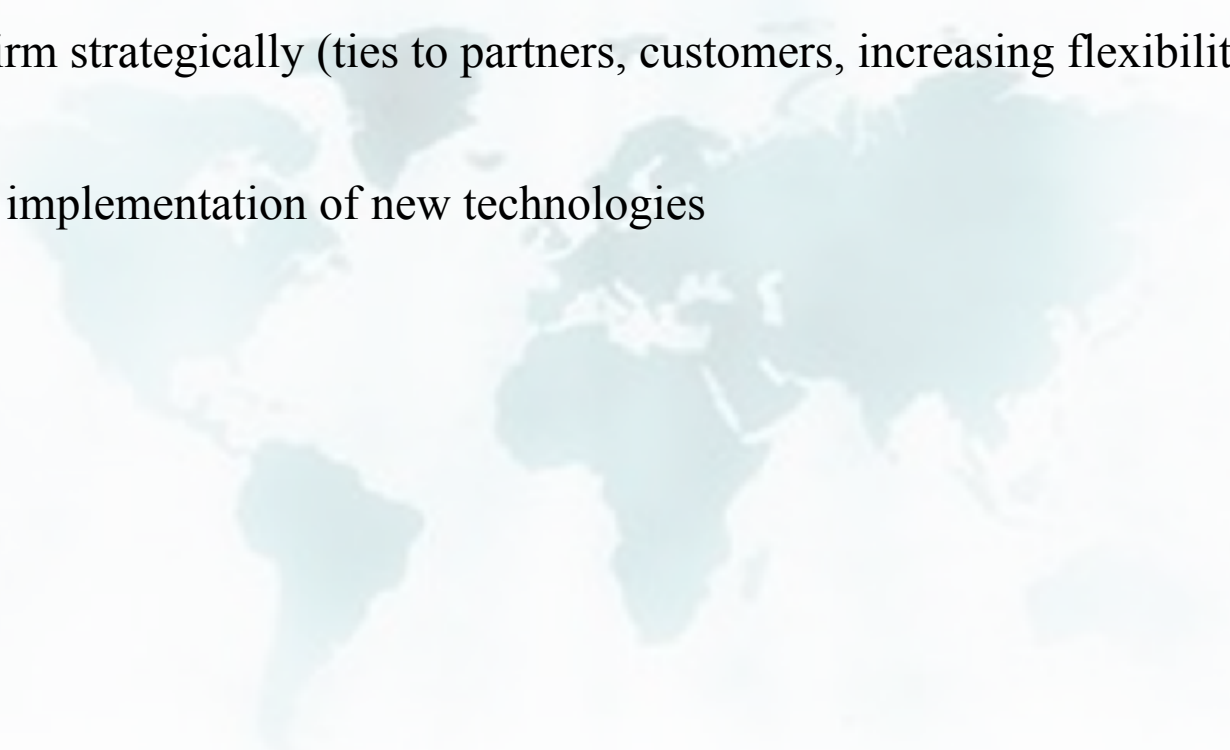 irm strategically (ties to partners, customers, increasing flexibilit
implementation of new technologies